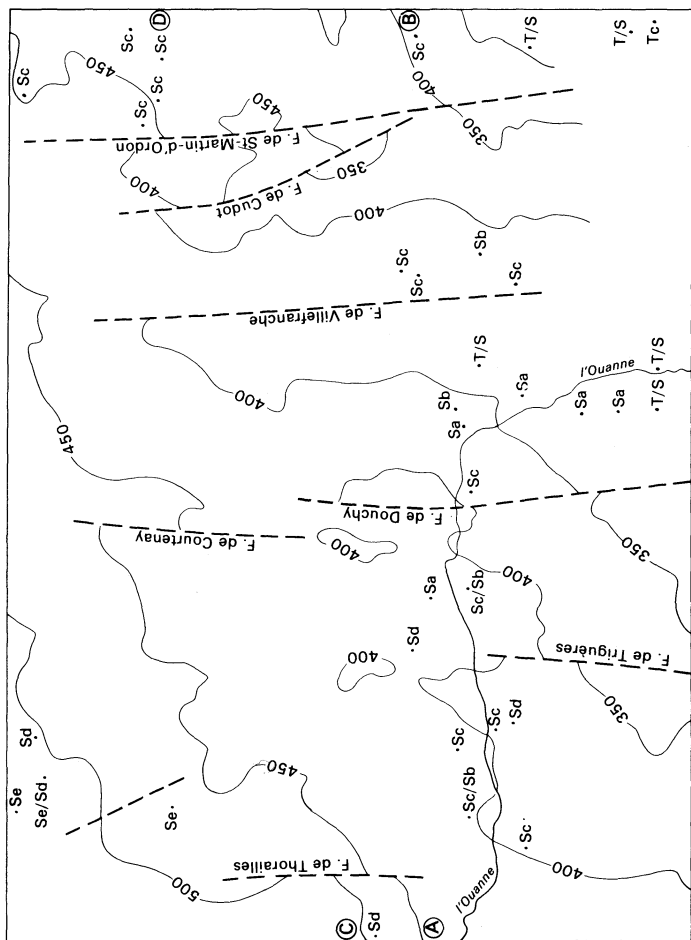 Sc
450
Sc
Sc
Sc
Sc
D
B
Sc
400
T/S
T/S
Tc
F. de St-Martin-d'Ordon
450
350
F. de Cudot
350
400
400
Sb
Sc
Sc
Sc
F. de Villefranche
T/S
l'Ouanne
400
Sb
Sa
Sa
Sa
Sa
T/S
T/S
450
Sc
F. de Douchy
F. de Courtenay
400
350
Sa
Sc/Sb
400
Sd
400
F. de Triguères
350
Sd
Se
Se/Sd
Se
450
Sc
Sc
Sd
Sc/Sb
Sc
400
500
F. de Thorailles
C
Sd
A
l'Ouanne